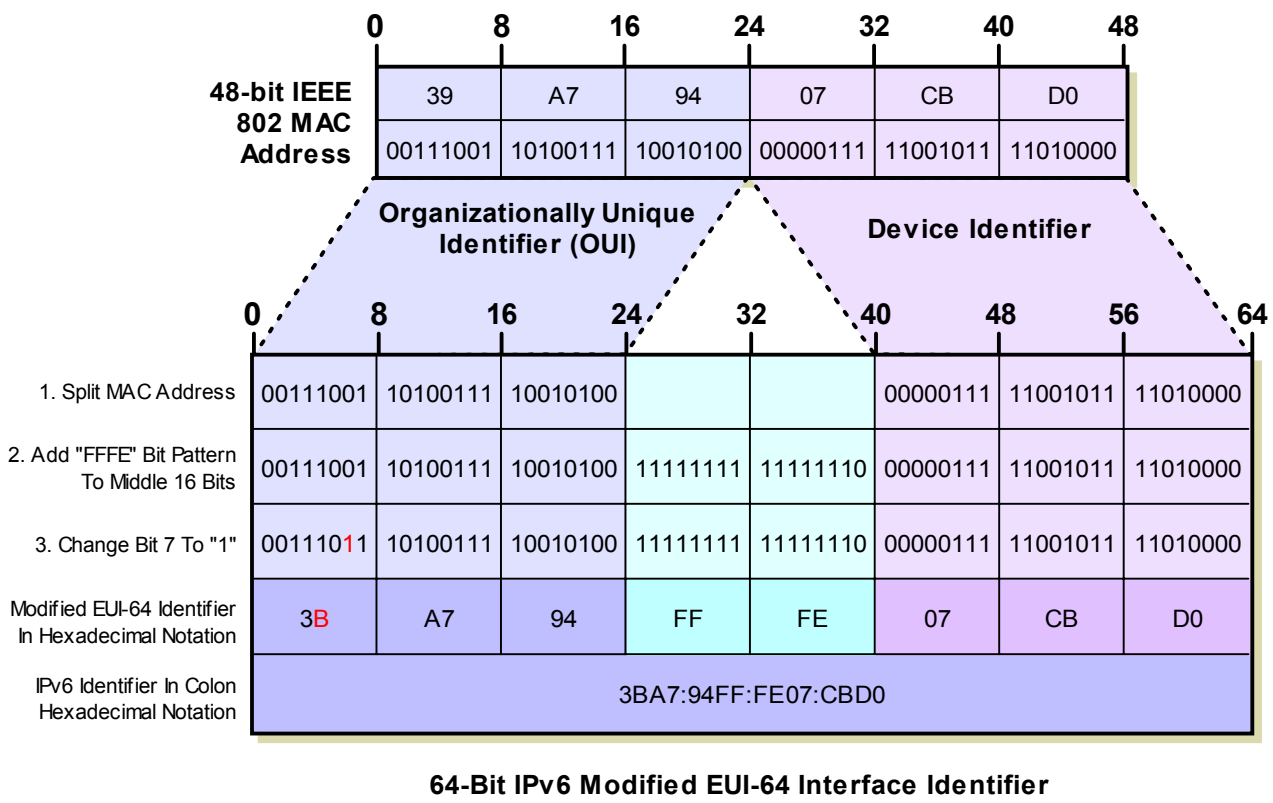 0 8 16 24 32 40 48
48-bit IEEE
802 MAC
Address
39 A7 94 07 CB D0
00111001 10100111 10010100 00000111 11001011 11010000
Organizationally Unique
Identifier (OUI)
Device Identifier
0 8 16 24 32 40 48 56 64
1. Split MAC Address
00111001 10100111 10010100 00000111 11001011 11010000
2. Add "FFFE" Bit Pattern
To Middle 16 Bits
00111001 10100111 10010100 11111111 11111110 00000111 11001011 11010000
3. Change Bit 7 To "1"
00111011 10100111 10010100 11111111 11111110 00000111 11001011 11010000
Modified EUI-64 Identifier
In Hexadecimal Notation
3B A7 94 FF FE 07 CB D0
IPv6 Identifier In Colon
Hexadecimal Notation
3BA7:94FF:FE07:CBD0
64-Bit IPv6 Modified EUI-64 Interface Identifier